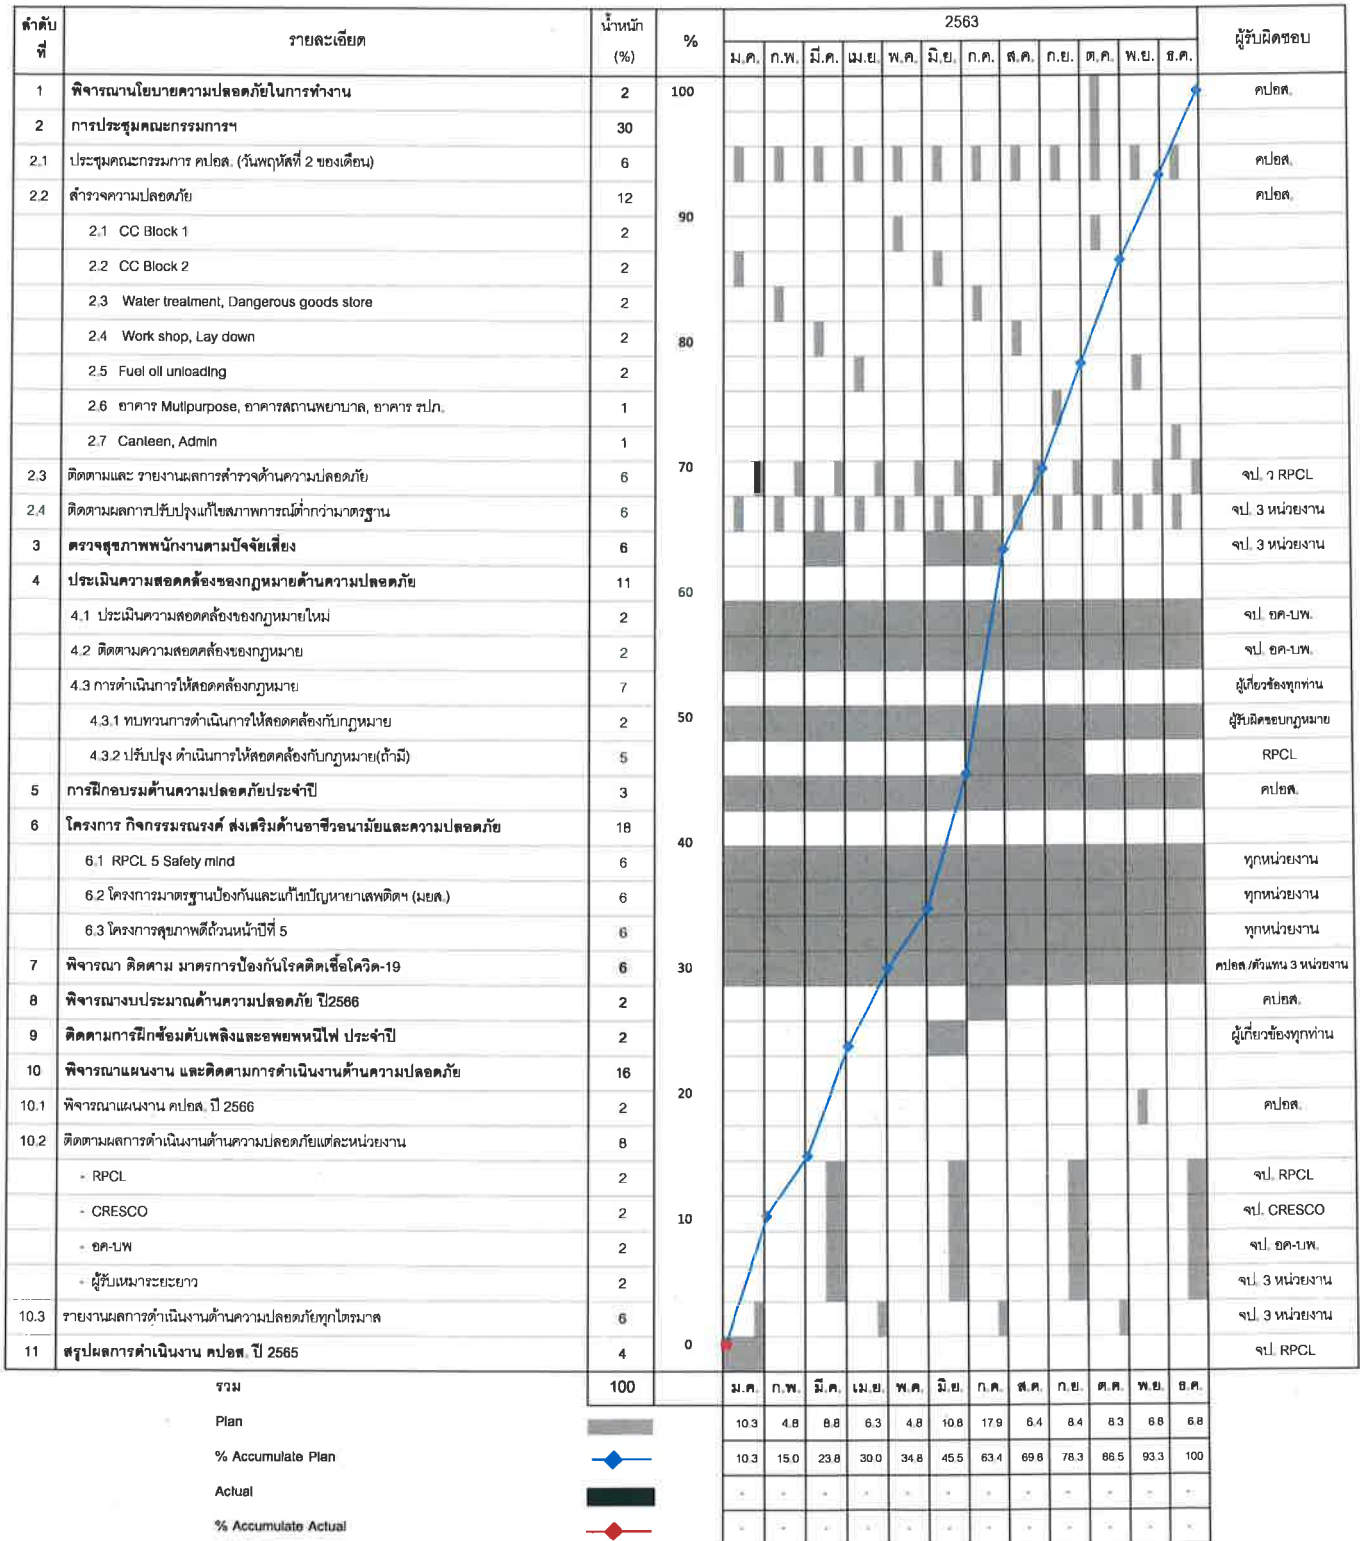 ลำดับที่ รายละเอียด น้ำหนัก (%) % 2563 ผู้รับผิดชอบ
ม.ค. ก.พ. มี.ค. เม.ย. พ.ค. มิ.ย. ก.ค. ส.ค. ก.ย. ต.ค. พ.ย. ธ.ค.
1 พิจารณานโยบายความปลอดภัยในการทำงาน 2 100 คปอส.
2 การประชุมคณะกรรมการฯ 30
2.1 ประชุมคณะกรรมการ คปอส. (วันพฤหัสที่ 2 ของเดือน) 6 คปอส.
2.2 สำรวจความปลอดภัย 12 คปอส.
90
2.1 CC Block 1 2
2.2 CC Block 2 2
2.3 Water treatment, Dangerous goods store 2
2.4 Work shop, Lay down 2 80
2.5 Fuel oil unloading 2
2.6 อาคาร Mutipurpose, อาคารสถานพยาบาล, อาคาร รปภ. 1
2.7 Canteen, Admin 1
70
2.3 ติดตามและ รายงานผลการสำรวจด้านความปลอดภัย 6 จป. ว RPCL
2.4 ติดตามผลการปรับปรุงแก้ไขสภาพการณ์ต่ำกว่ามาตรฐาน 6 จป. 3 หน่วยงาน
3 ตรวจสุขภาพพนักงานตามปัจจัยเสี่ยง 6 จป. 3 หน่วยงาน
4 ประเมินความสอดคล้องของกฎหมายด้านความปลอดภัย 11
60
4.1 ประเมินความสอดคล้องของกฎหมายใหม่ 2 จป. อค-บพ.
4.2 ติดตามความสอดคล้องของกฎหมาย 2 จป. อค-บพ.
4.3 การดำเนินการให้สอดคล้องกฎหมาย 7 ผู้เกี่ยวข้องทุกท่าน
4.3.1 ทบทวนการดำเนินการให้สอดคล้องกับกฎหมาย 2 50 ผู้รับผิดชอบกฎหมาย
4.3.2 ปรับปรุง ดำเนินการให้สอดคล้องกับกฎหมาย(ถ้ามี) 5 RPCL
5 การฝึกอบรมด้านความปลอดภัยประจำปี 3 คปอส.
6 โครงการ กิจกรรมรณรงค์ ส่งเสริมด้านอาชีวอนามัยและความปลอดภัย 18
40
6.1 RPCL 5 Safety mind 6 ทุกหน่วยงาน
6.2 โครงการมาตรฐานป้องกันและแก้ไขปัญหายาเสพติดฯ (มยส.) 6 ทุกหน่วยงาน
6.3 โครงการสุขภาพดีถ้วนหน้าปีที่ 5 6 ทุกหน่วยงาน
7 พิจารณา ติดตาม มาตรการป้องกันโรคติดเชื้อโควิด-19 6 30 คปอส./ตัวแทน 3 หน่วยงาน
8 พิจารณางบประมาณด้านความปลอดภัย ปี2566 2 คปอส.
9 ติดตามการฝึกซ้อมดับเพลิงและอพยพหนีไฟ ประจำปี 2 ผู้เกี่ยวข้องทุกท่าน
10 พิจารณาแผนงาน และติดตามการดำเนินงานด้านความปลอดภัย 16
20
10.1 พิจารณาแผนงาน คปอส. ปี 2566 2 คปอส.
10.2 ติดตามผลการดำเนินงานด้านความปลอดภัยแต่ละหน่วยงาน 8
- RPCL 2 จป. RPCL
- CRESCO 2 10 จป. CRESCO
- อค-บพ 2 จป. อค-บพ.
- ผู้รับเหมาระยะยาว 2 จป. 3 หน่วยงาน
10.3 รายงานผลการดำเนินงานด้านความปลอดภัยทุกไตรมาส 6 จป. 3 หน่วยงาน
11 สรุปผลการดำเนินงาน คปอส. ปี 2565 4 0 จป. RPCL
รวม 100 ม.ค. ก.พ. มี.ค. เม.ย. พ.ค. มิ.ย. ก.ค. ส.ค. ก.ย. ต.ค. พ.ย. ธ.ค.
Plan 10.3 4.8 8.8 6.3 4.8 10.8 17.9 6.4 8.4 8.3 6.8 6.8
% Accumulate Plan 10.3 15.0 23.8 30.0 34.8 45.5 63.4 69.8 78.3 86.5 93.3 100
Actual - - - - - - - - - - - -
% Accumulate Actual - - - - - - - - - - - -